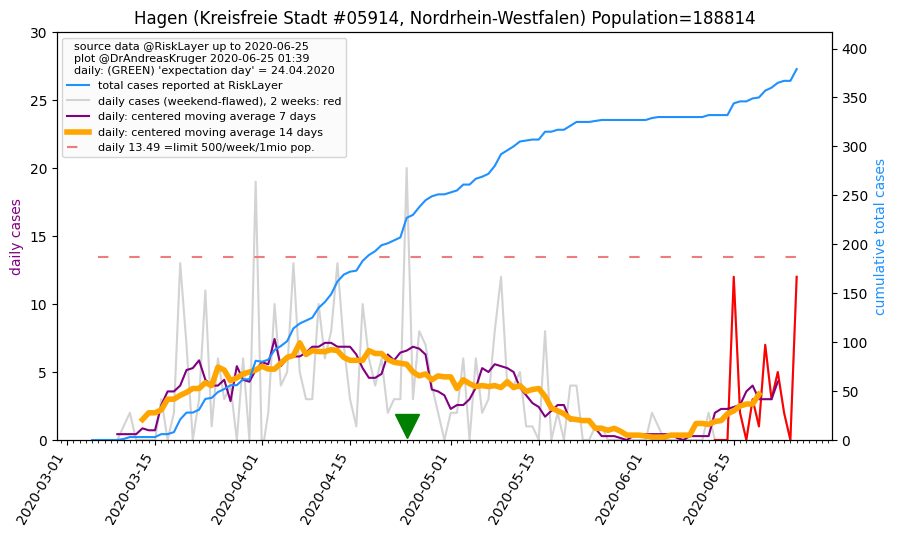 Hagen (Kreisfreie Stadt #05914, Nordrhein-Westfalen) Population=188814
source data @RiskLayer up to 2020-06-25
plot @DrAndreasKruger 2020-06-25 01:39
daily: (GREEN) 'expectation day' = 24.04.2020
total cases reported at RiskLayer
daily cases (weekend-flawed), 2 weeks: red
daily: centered moving average 7 days
daily: centered moving average 14 days
daily 13.49 =limit 500/week/1mio pop.
daily cases
30
25
20
15
10
5
0
cumulative total cases
400
350
300
250
200
150
100
50
0
2020-03-01
2020-03-15
2020-04-01
2020-04-15
2020-05-01
2020-05-15
2020-06-01
2020-06-15